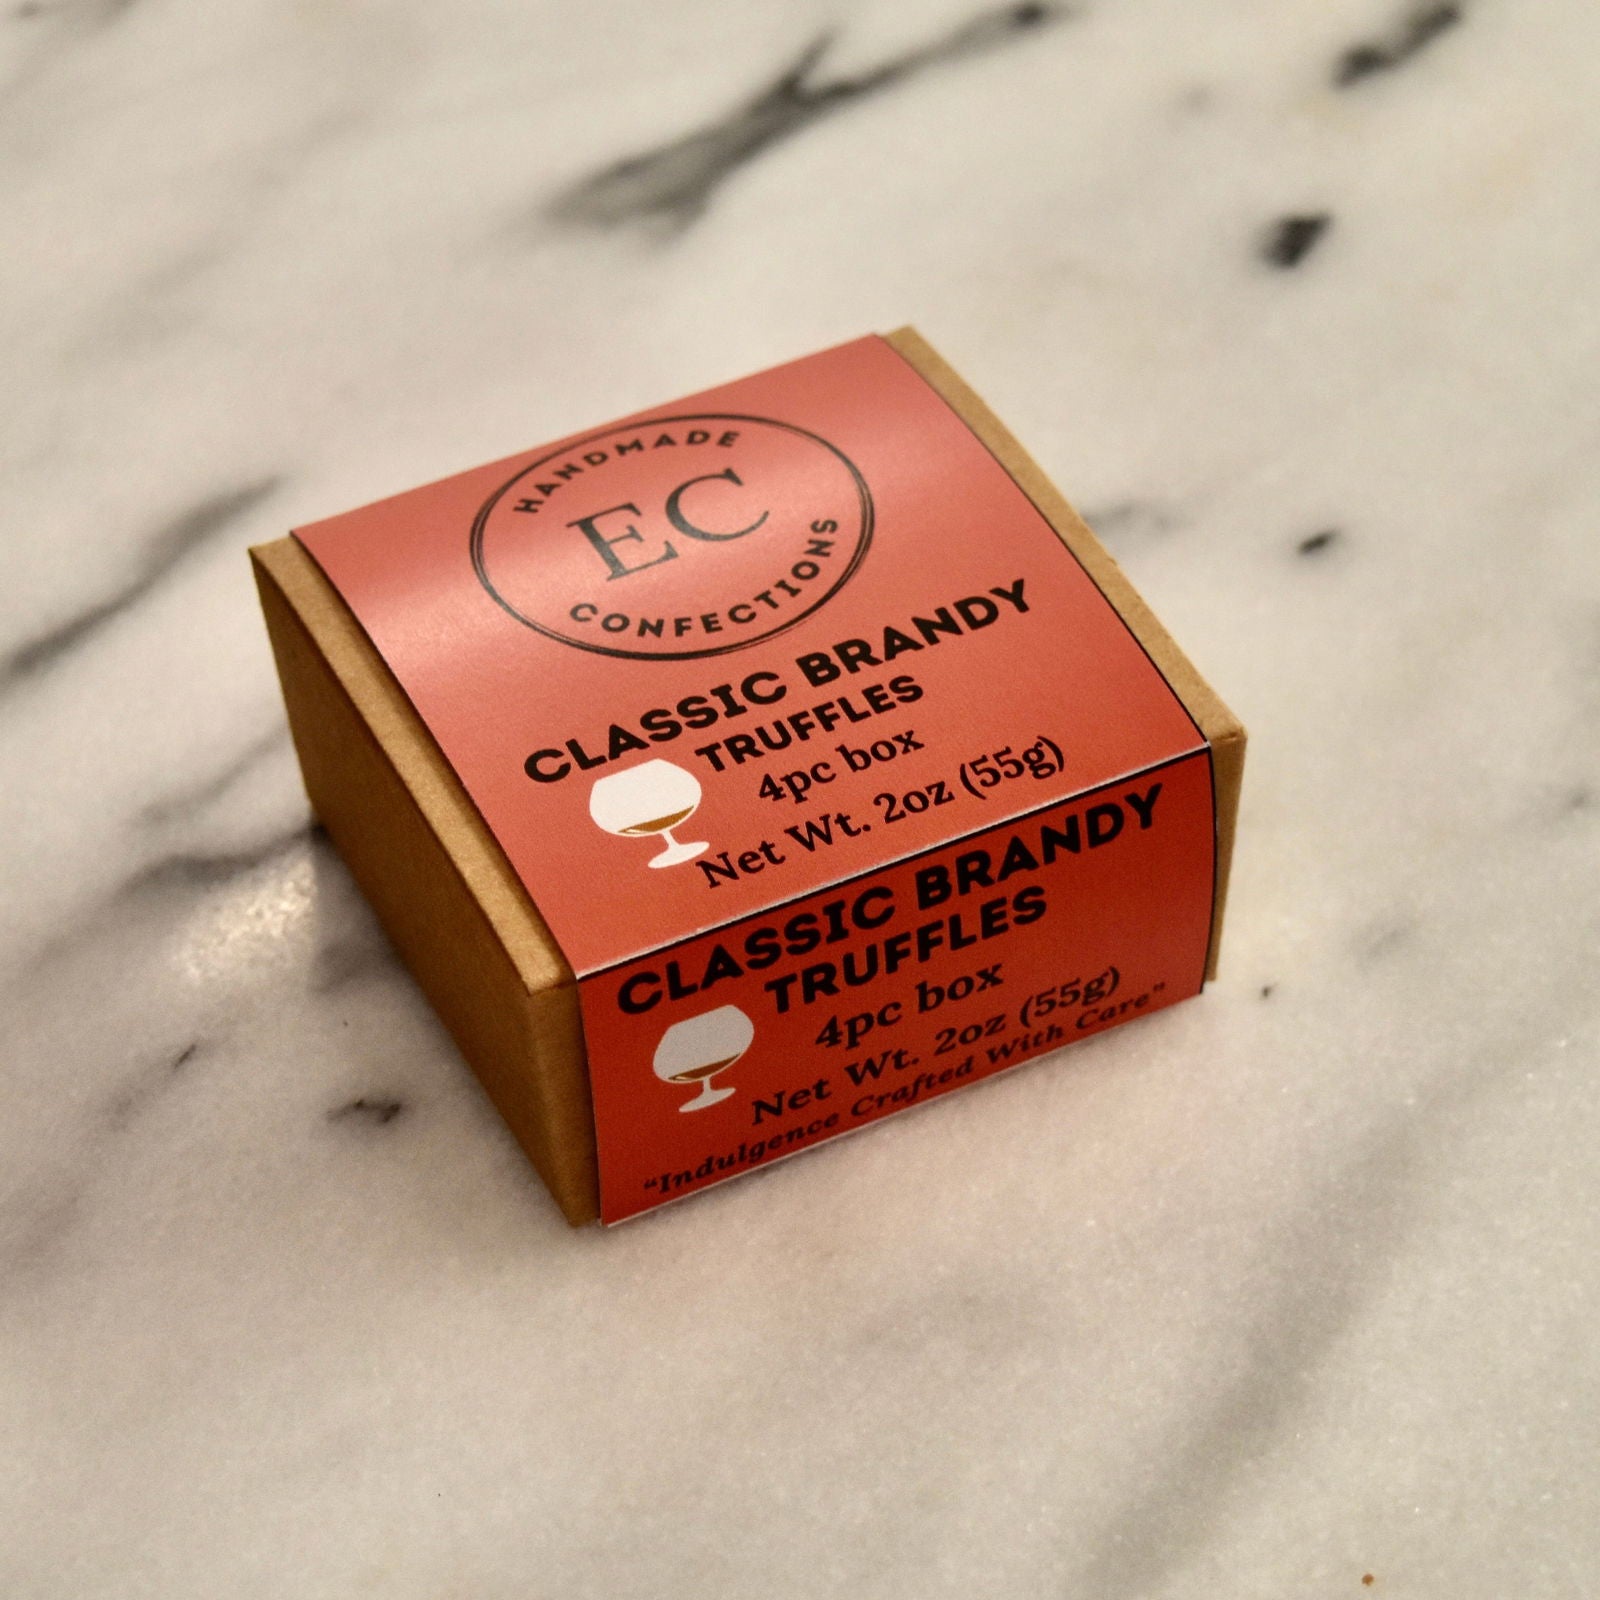 HANDMADE
EC
CONFECTIONS
CLASSIC BRANDY
TRUFFLES
4pc box
Net Wt. 2oz (55g)
CLASSIC BRANDY
TRUFFLES
4pc box
Net Wt. 2oz (55g)
“Indulgence Crafted With Care”